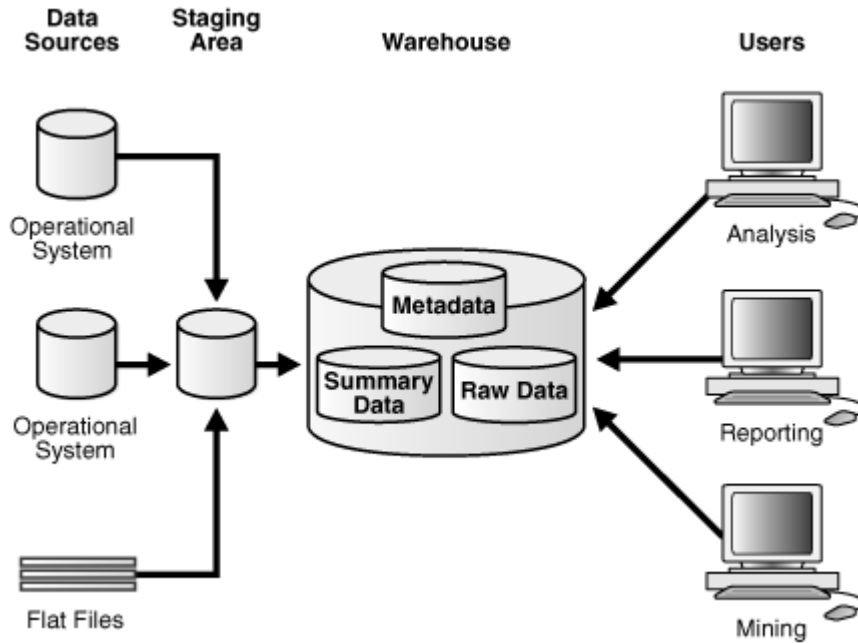 Data
Sources
Staging
Area
Warehouse
Users
Operational
System
Analysis
Metadata
Summary
Data
Raw Data
Operational
System
Reporting
Flat Files
Mining